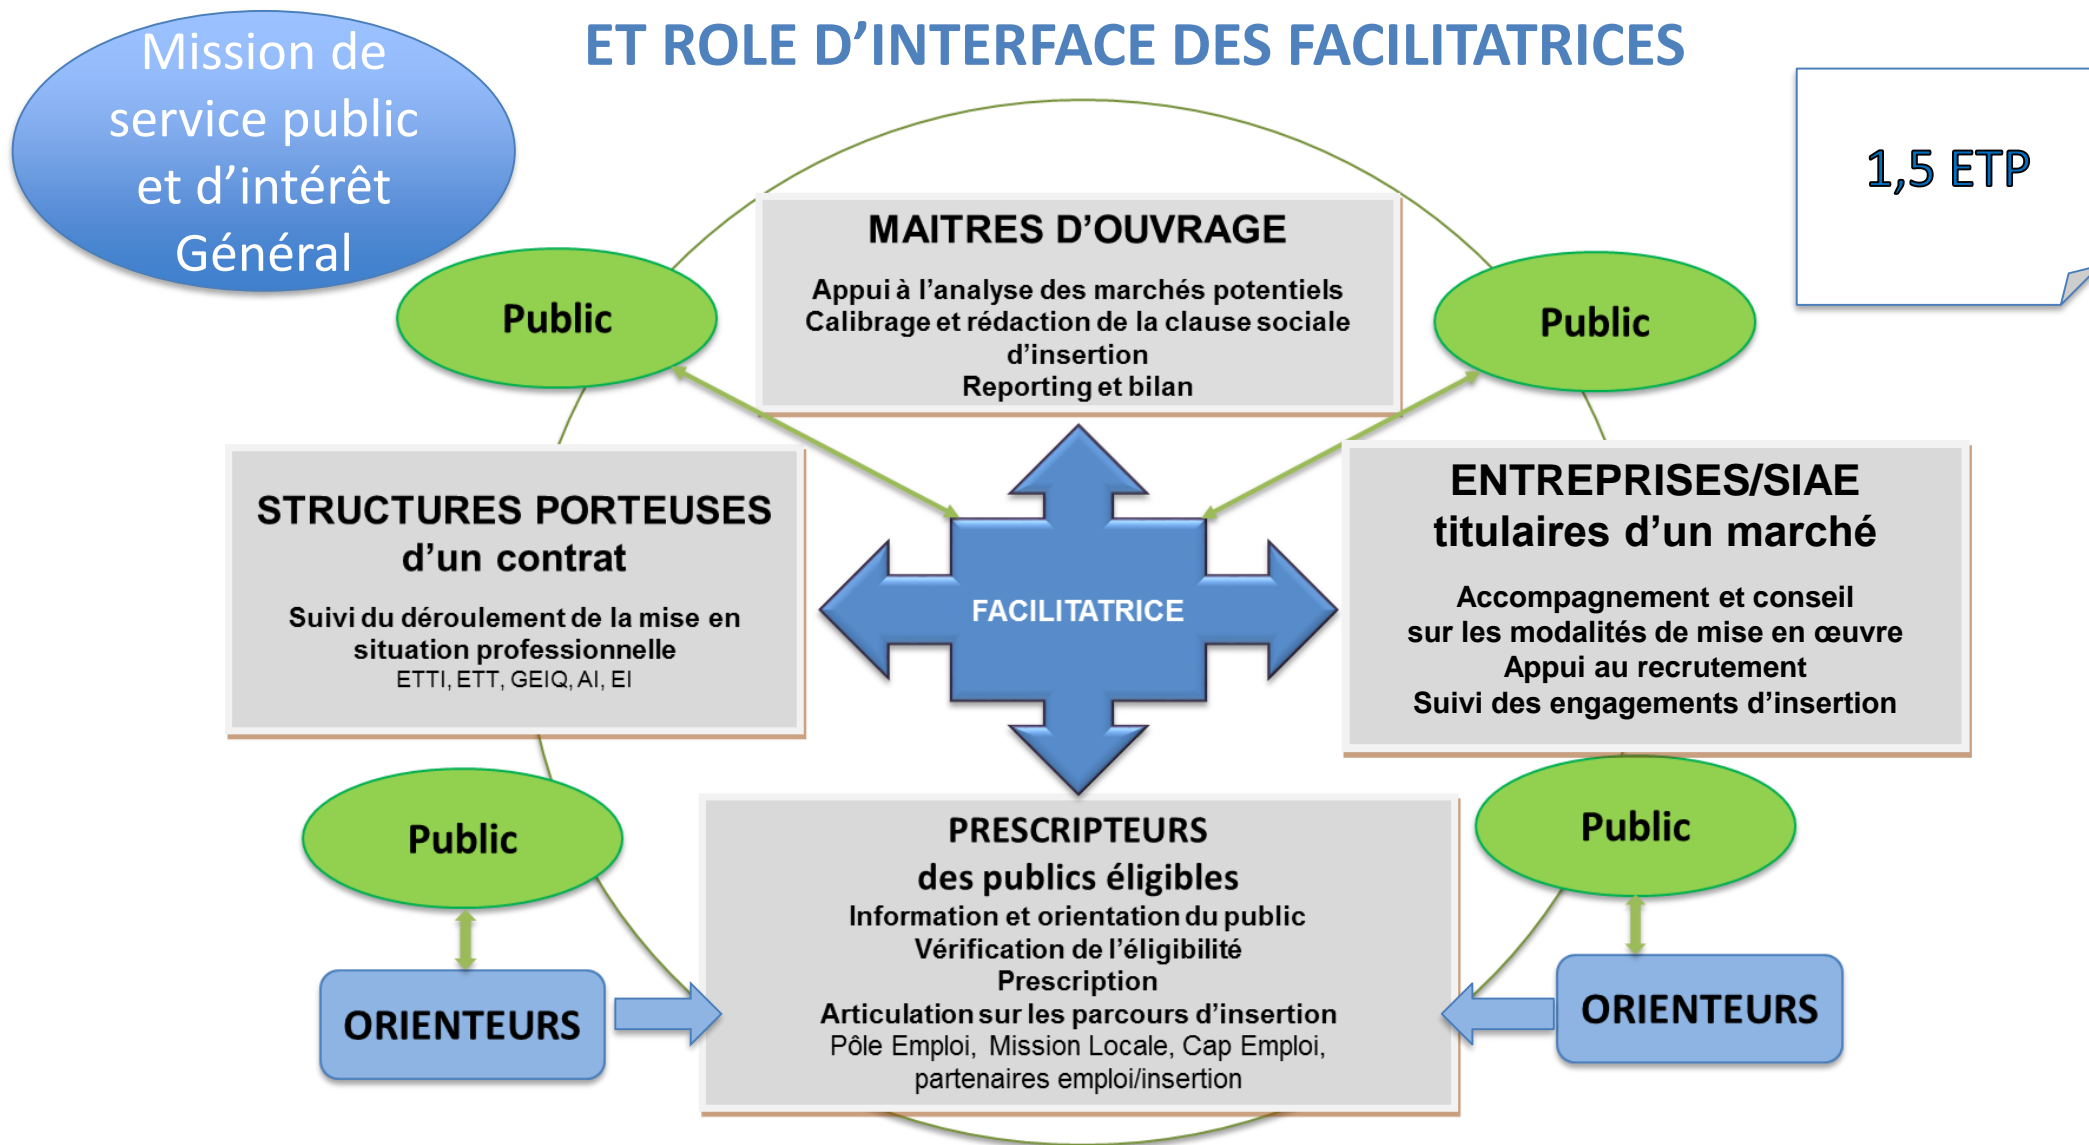 ET ROLE D’INTERFACE DES FACILITATRICES
Mission de
service public
et d’intérêt
Général
1,5 ETP
MAITRES D’OUVRAGE
Appui à l’analyse des marchés potentiels
Calibrage et rédaction de la clause sociale
d’insertion
Reporting et bilan
Public
Public
STRUCTURES PORTEUSES
d’un contrat
Suivi du déroulement de la mise en
situation professionnelle
ETTI, ETT, GEIQ, AI, EI
FACILITATRICE
ENTREPRISES/SIAE
titulaires d’un marché
Accompagnement et conseil
sur les modalités de mise en œuvre
Appui au recrutement
Suivi des engagements d’insertion
Public
Public
PRESCRIPTEURS
des publics éligibles
Information et orientation du public
Vérification de l’éligibilité
Prescription
Articulation sur les parcours d’insertion
Pôle Emploi, Mission Locale, Cap Emploi,
partenaires emploi/insertion
ORIENTEURS
ORIENTEURS